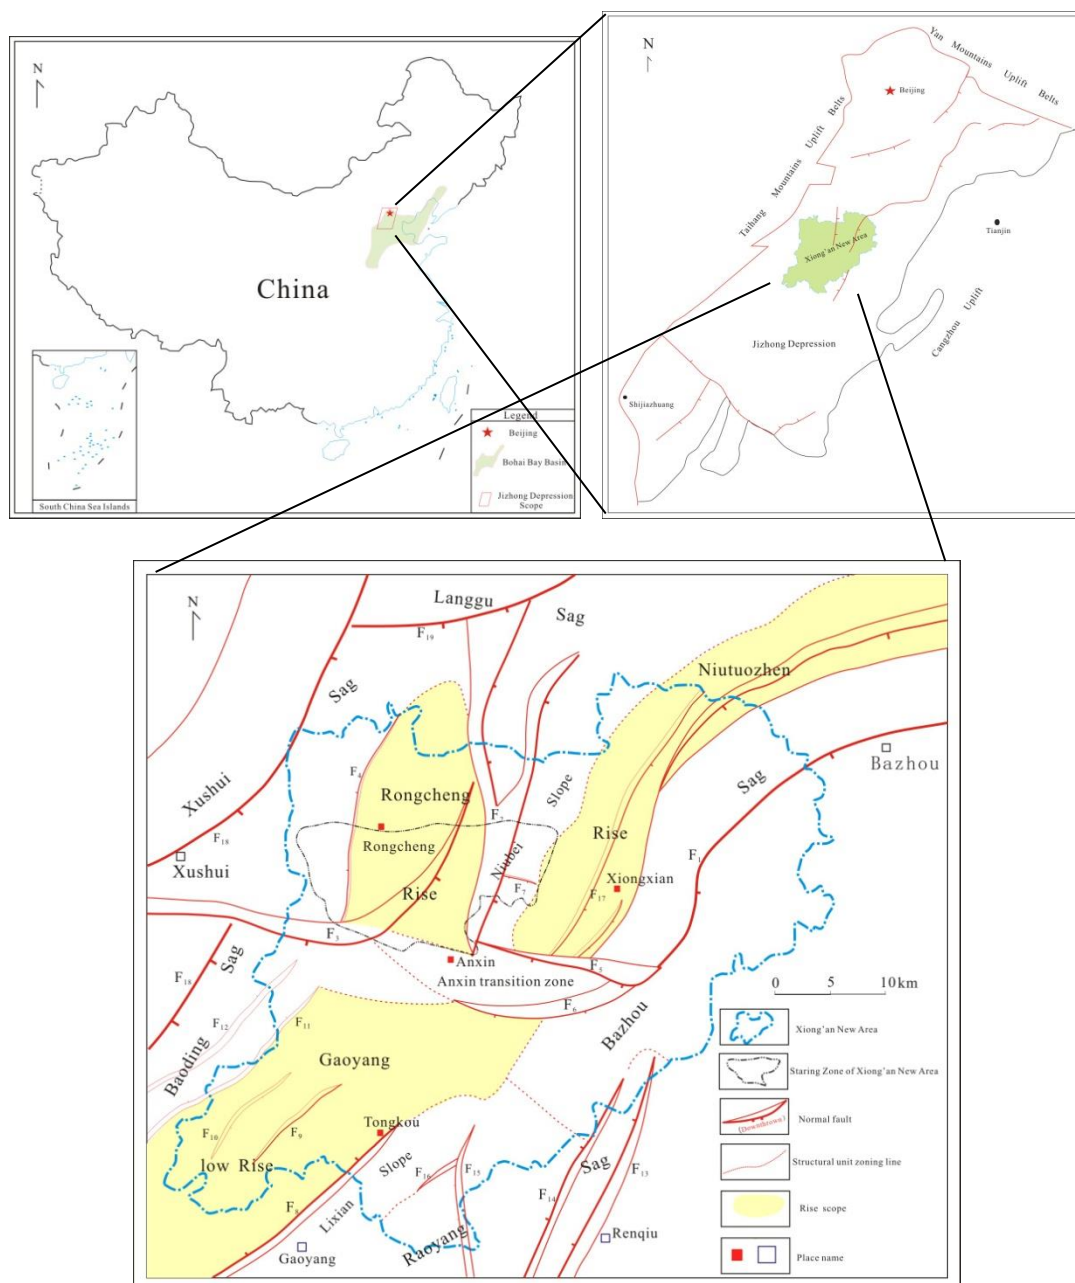 N
China
South China Sea Islands
Legend
Beijing
Bohai Bay Basin
Jizhong Depression
Scope
N
Yan Mountains Uplift Belts
Beijing
Taihang Mountains Uplift Belts
Tianjin
Xiong'an New Area
Cangzhou Uplift
Jizhong Depression
Shijiazhuang
N
Langgu Sag
F19
Niutuozhen
Sag
Xushui
F4
Rongcheng
Slope
Sag
Bazhou
F2
Rongcheng
Rise
F1
F18
Xushui
Niubei
F7
Xiongxian
Rise
F17
F3
Sag
Anxin
F5
Anxin transition zone
F18
F6
0 10km
F12
F11
Bazhou
Xiong'an New Area
Baoding
Gaoyang
Staring Zone of Xiong'an New Area
Tongkou
F10
F9
Normal fault
(Downthrown)
low Rise
Slope
F16
F15
Sag
F13
Structural unit zoning line
F8
Lixian
F14
Rise scope
Raoyang
Renqiu
Gaoyang
Place name